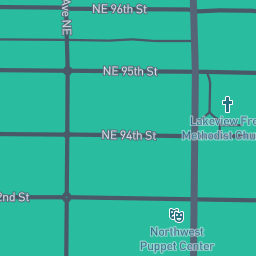 Ave NE
NE 96th St
NE 95th St
Lakeview Free
Methodist Chu
NE 94th St
2nd St
Northwest
Puppet Center